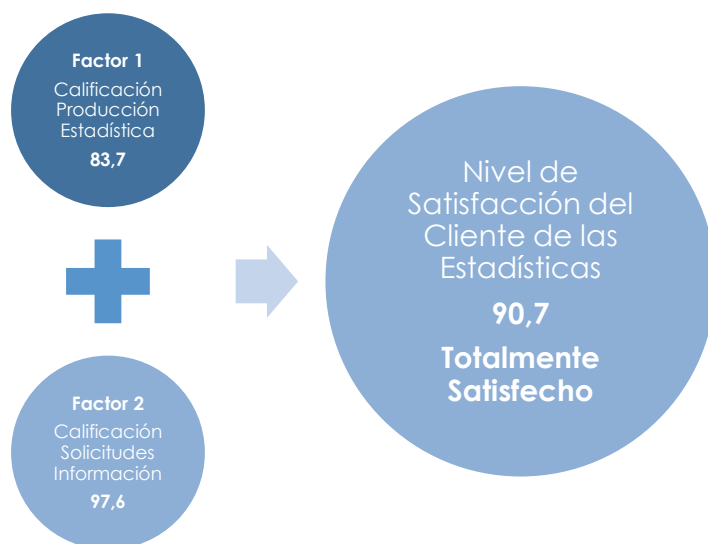 Factor 1
Calificación
Producción
Estadística
83,7
Factor 2
Calificación
Solicitudes
Información
97,6
Nivel de
Satisfacción del
Cliente de las
Estadísticas
90,7
Totalmente
Satisfecho